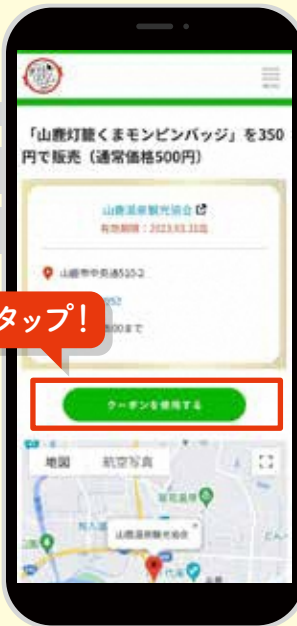 「山鹿灯籠くまモンピンバッジ」を350
円で販売（通常価格500円）
山鹿温泉観光協会
有効期限：2023.03.31迄
山鹿市中央通510-2
タップ！
00まで
クーポンを使用する
地図 航空写真
山鹿温泉観光協会